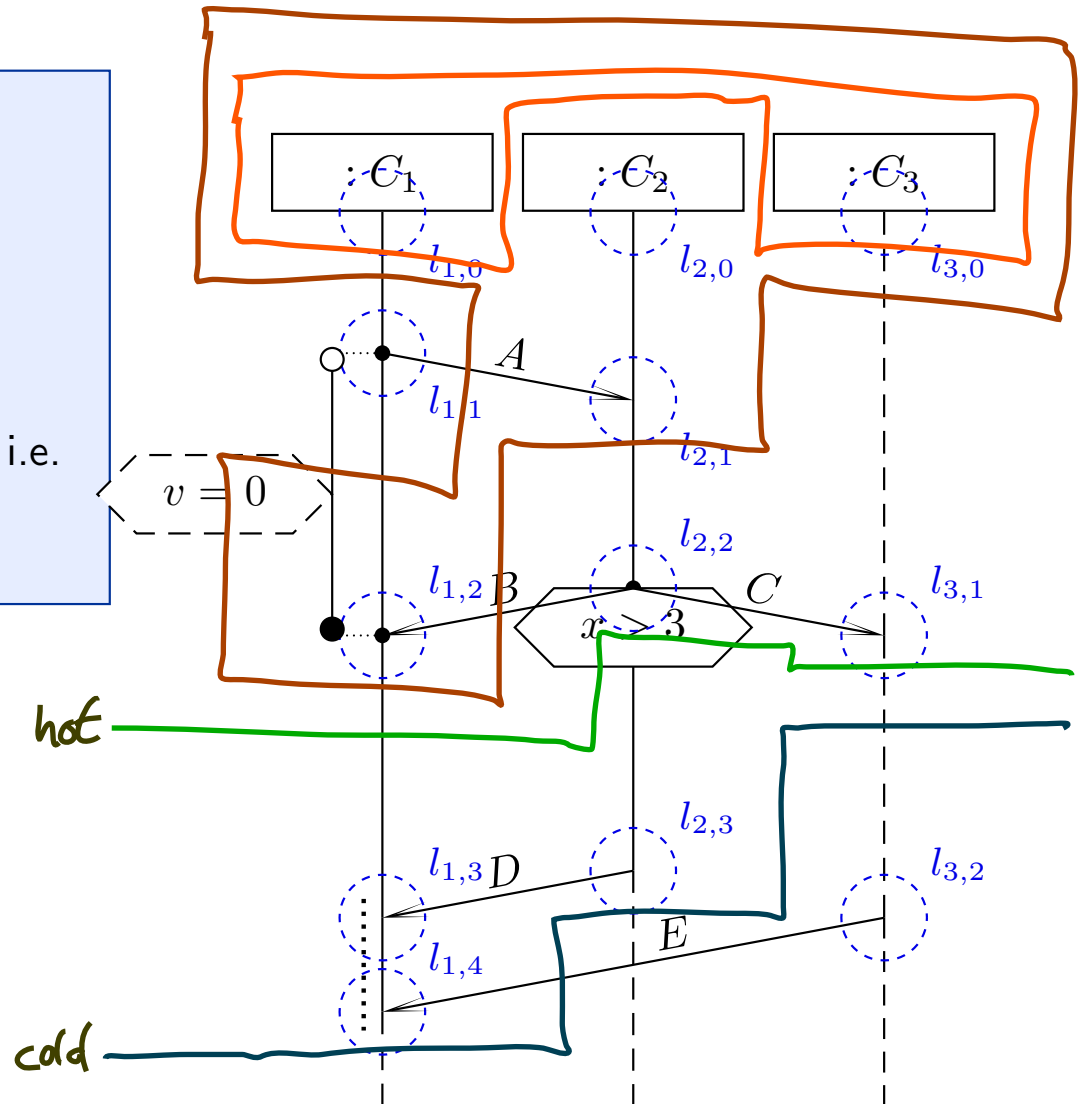 : C₁ : C₂ : C₃
l₁,₀ l₂,₀ l₃,₀
A
l₁,₁
l₂,₁
i.e.
v = 0
l₂,₂
l₁,₂ B C l₃,₁
x > 3
hot
l₂,₃
l₁,₃ D l₃,₂
E
l₁,₄
cold